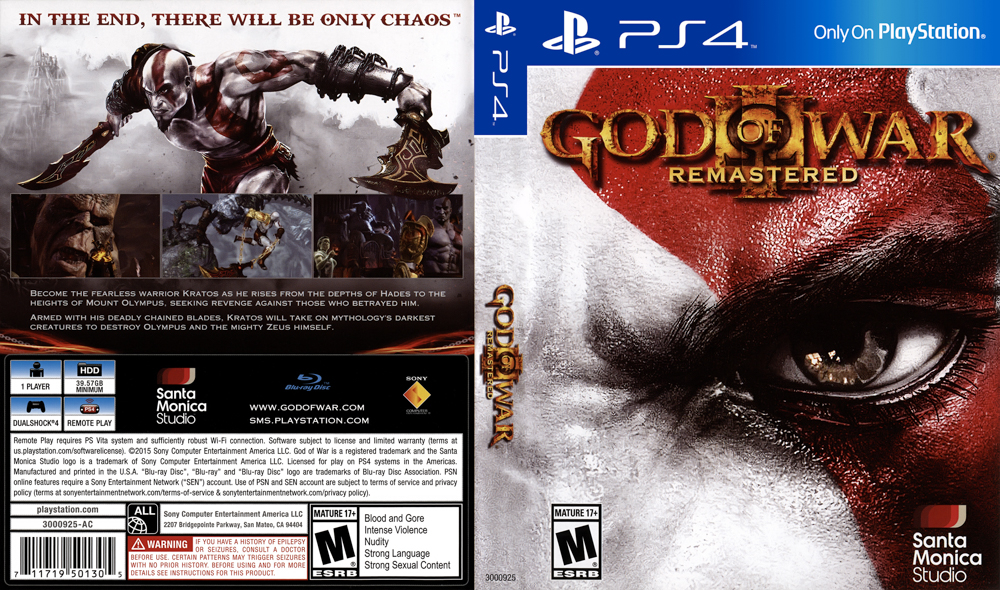 IN THE END, THERE WILL BE ONLY CHAOS™
BECOME THE FEARLESS WARRIOR KRATOS AS HE RISES FROM THE DEPTHS OF HADES TO THE
HEIGHTS OF MOUNT OLYMPUS, SEEKING REVENGE AGAINST THOSE WHO BETRAYED HIM.
ARMED WITH HIS DEADLY CHAINED BLADES, KRATOS WILL TAKE ON MYTHOLOGY'S DARKEST
CREATURES TO DESTROY OLYMPUS AND THE MIGHTY ZEUS HIMSELF.
1 PLAYER
HDD
39.57GB
MINIMUM
DUALSHOCK®4
PS4
REMOTE PLAY
Santa
Monica
Studio
Blu-ray Disc
WWW.GODOFWAR.COM
SMS.PLAYSTATION.COM
SONY
COMPUTER
ENTERTAINMENT
Remote Play requires PS Vita system and sufficiently robust Wi-Fi connection. Software subject to license and limited warranty (terms at
us.playstation.com/softwarelicense). ©2015 Sony Computer Entertainment America LLC. God of War is a registered trademark and the Santa
Monica Studio logo is a trademark of Sony Computer Entertainment America LLC. Licensed for play on PS4 systems in the Americas.
Manufactured and printed in the U.S.A. "Blu-ray Disc", "Blu-ray" and "Blu-ray Disc" logo are trademarks of Blu-ray Disc Association. PSN
online features require a Sony Entertainment Network ("SEN") account. Use of PSN and SEN account are subject to terms of service and privacy
policy (terms at sonyentertainmentnetwork.com/terms-of-service & sonyentertainmentnetwork.com/privacy policy).
playstation.com
3000925-AC
7 11719 50130 5
ALL
Sony Computer Entertainment America LLC
2207 Bridgepointe Parkway, San Mateo, CA 94404
WARNING
IF YOU HAVE A HISTORY OF EPILEPSY
OR SEIZURES, CONSULT A DOCTOR
BEFORE USE. CERTAIN PATTERNS MAY TRIGGER SEIZURES
WITH NO PRIOR HISTORY. BEFORE USING AND FOR MORE
DETAILS SEE INSTRUCTIONS FOR THIS PRODUCT.
MATURE 17+
M®
ESRB
Blood and Gore
Intense Violence
Nudity
Strong Language
Strong Sexual Content
PS4
GOD OF WAR
III
REMASTERED
3000925
PS4™
Only On PlayStation®
GOD OF WAR®
III
REMASTERED
MATURE 17+
M®
ESRB
Santa
Monica
Studio